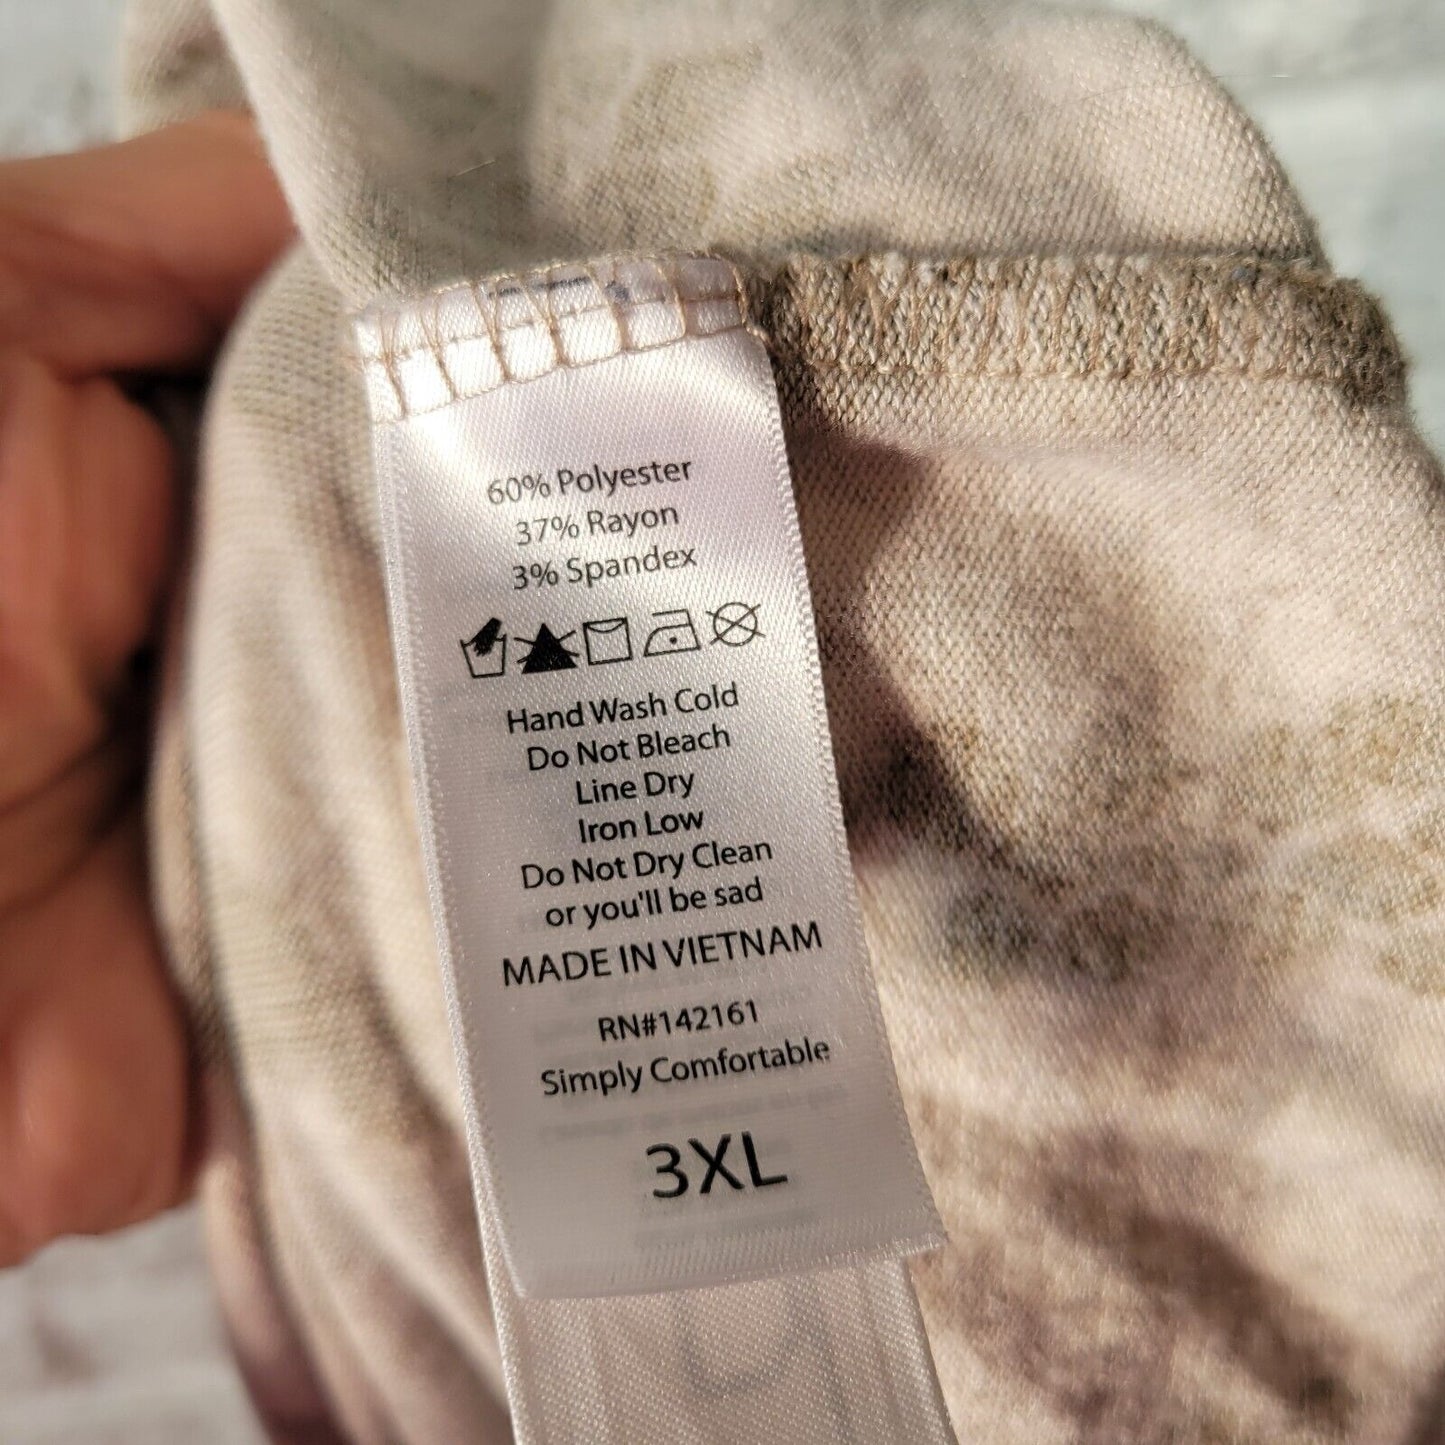 60% Polyester
37% Rayon
3% Spandex
Hand Wash Cold
Do Not Bleach
Line Dry
Iron Low
Do Not Dry Clean
or you'll be sad
MADE IN VIETNAM
RN#142161
Simply Comfortable
3XL